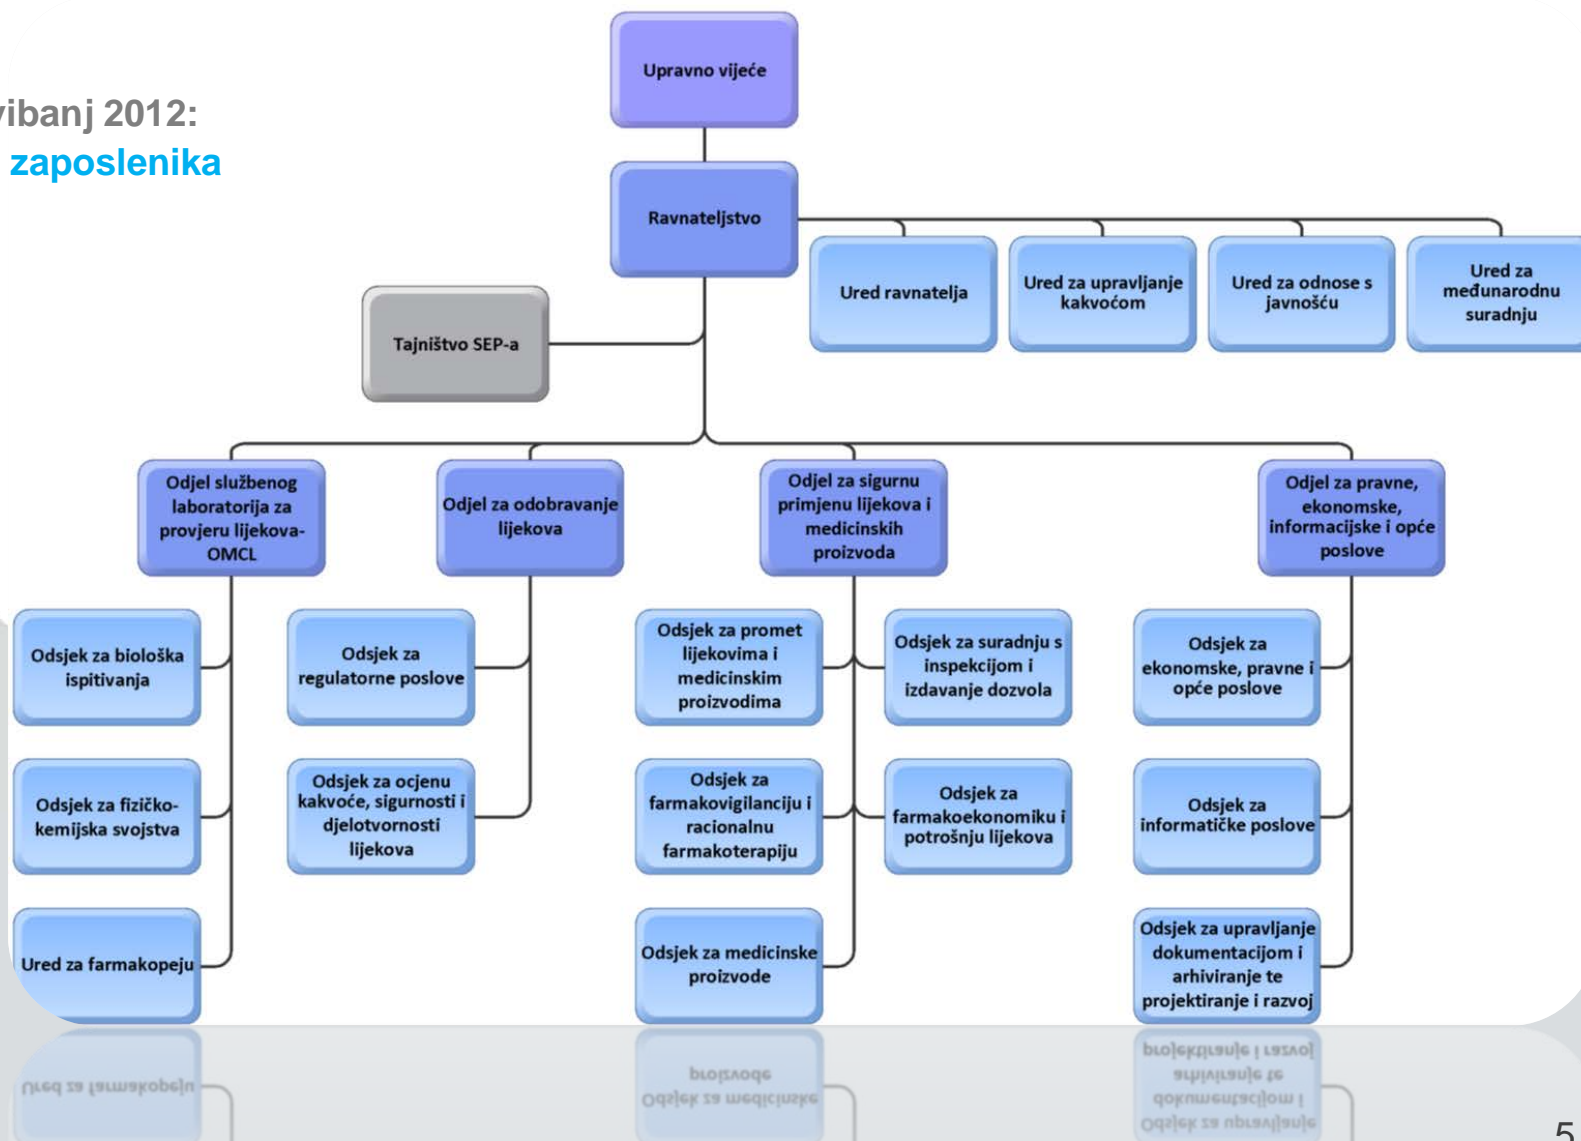 Upravno vijeće
vibanj 2012:
zaposlenika
Ravnateljstvo
Ured ravnatelja
Ured za upravljanje
kakvoćom
Ured za odnose s
javnošću
Ured za
međunarodnu
suradnju
Tajništvo SEP-a
Odjel službenog
laboratorija za
provjeru lijekova-
OMCL
Odjel za odobravanje
lijekova
Odjel za sigurnu
primjenu lijekova i
medicinskih
proizvoda
Odjel za pravne,
ekonomske,
informacijske i opće
poslove
Odsjek za biološka
ispitivanja
Odsjek za
regulatorne poslove
Odsjek za promet
lijekovima i
medicinskim
proizvodima
Odsjek za suradnju s
inspekcijom i
izdavanje dozvola
Odsjek za
ekonomske, pravne i
opće poslove
Odsjek za fizičko-
kemijska svojstva
Odsjek za ocjenu
kakvoće, sigurnosti i
djelotvornosti
lijekova
Odsjek za
farmakovigilanciju i
racionalnu
farmakoterapiju
Odsjek za
farmakoekonomiku i
potrošnju lijekova
Odsjek za
informatičke poslove
Ured za farmakopeju
Odsjek za medicinske
proizvode
Odsjek za upravljanje
dokumentacijom i
arhiviranje te
projektiranje i razvoj
5